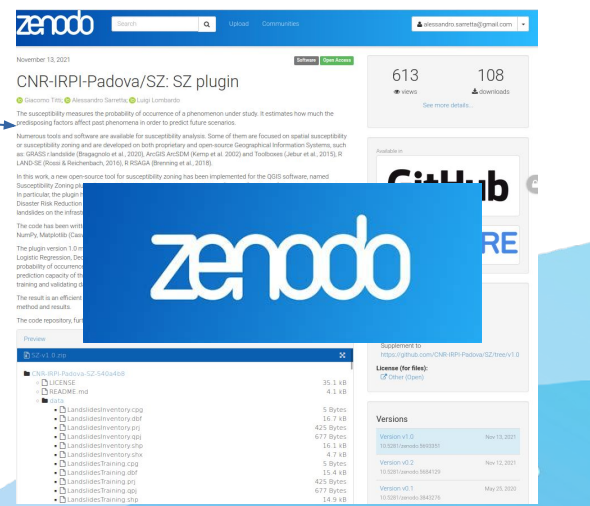 zenodo
Search
Upload Communities
alessandro.sarretta@gmail.com
November 13, 2021
Software Open Access
CNR-IRPI-Padova/SZ: SZ plugin
Giacomo Titti; Alessandro Sarretta; Luigi Lombardo
The susceptibility measures the probability of occurrence of a phenomenon under study. It estimates how much the
predisposing factors affect past phenomena in order to predict future scenarios.
Numerous tools and software are available for susceptibility analysis. Some of them are focused on spatial susceptibility
or susceptibility zoning and are developed on both proprietary and open-source Geographical Information Systems, such
as: GRASS r.landslide (Bragagnolo et al., 2020), ArcGIS ArcSDM (Kemp et al. 2002) and Toolboxes (Jebur et al., 2015), R
LAND-SE (Rossi & Reichenbach, 2016), R RSAGA (Brenning et al., 2018).
In this work, a new open-source tool for susceptibility zoning has been implemented for the QGIS software, named
Susceptibility Zoning plu
In particular, the plugin h
Disaster Risk Reduction
landslides on the infrast
The code has been writt
NumPy, Matplotlib (Cas
The plugin version 1.0 m
Logistic Regression, Dec
probability of occurrenc
prediction capacity of th
training and validating d
The result is an efficient
method and results.
The code repository, fur
zenodo
Preview
SZ-v1.0.zip
CNR-IRPI-Padova-SZ-540a4b8
LICENSE 35.1 kB
README.md 4.1 kB
data
LandslidesInventory.cpg 5 Bytes
LandslidesInventory.dbf 16.7 kB
LandslidesInventory.prj 425 Bytes
LandslidesInventory.qpj 677 Bytes
LandslidesInventory.shp 16.1 kB
LandslidesInventory.shx 4.7 kB
LandslidesTraining.cpg 5 Bytes
LandslidesTraining.dbf 15.4 kB
LandslidesTraining.prj 425 Bytes
LandslidesTraining.qpj 677 Bytes
LandslidesTraining.shp 14.9 kB
613 108
views downloads
See more details...
Available in
GitHub
RE
Supplement to
https://github.com/CNR-IRPI-Padova/SZ/tree/v1.0
License (for files):
Other (Open)
Versions
Version v1.0 Nov 13, 2021
Version v0.2 Nov 12, 2021
Version v0.1 May 25, 2020